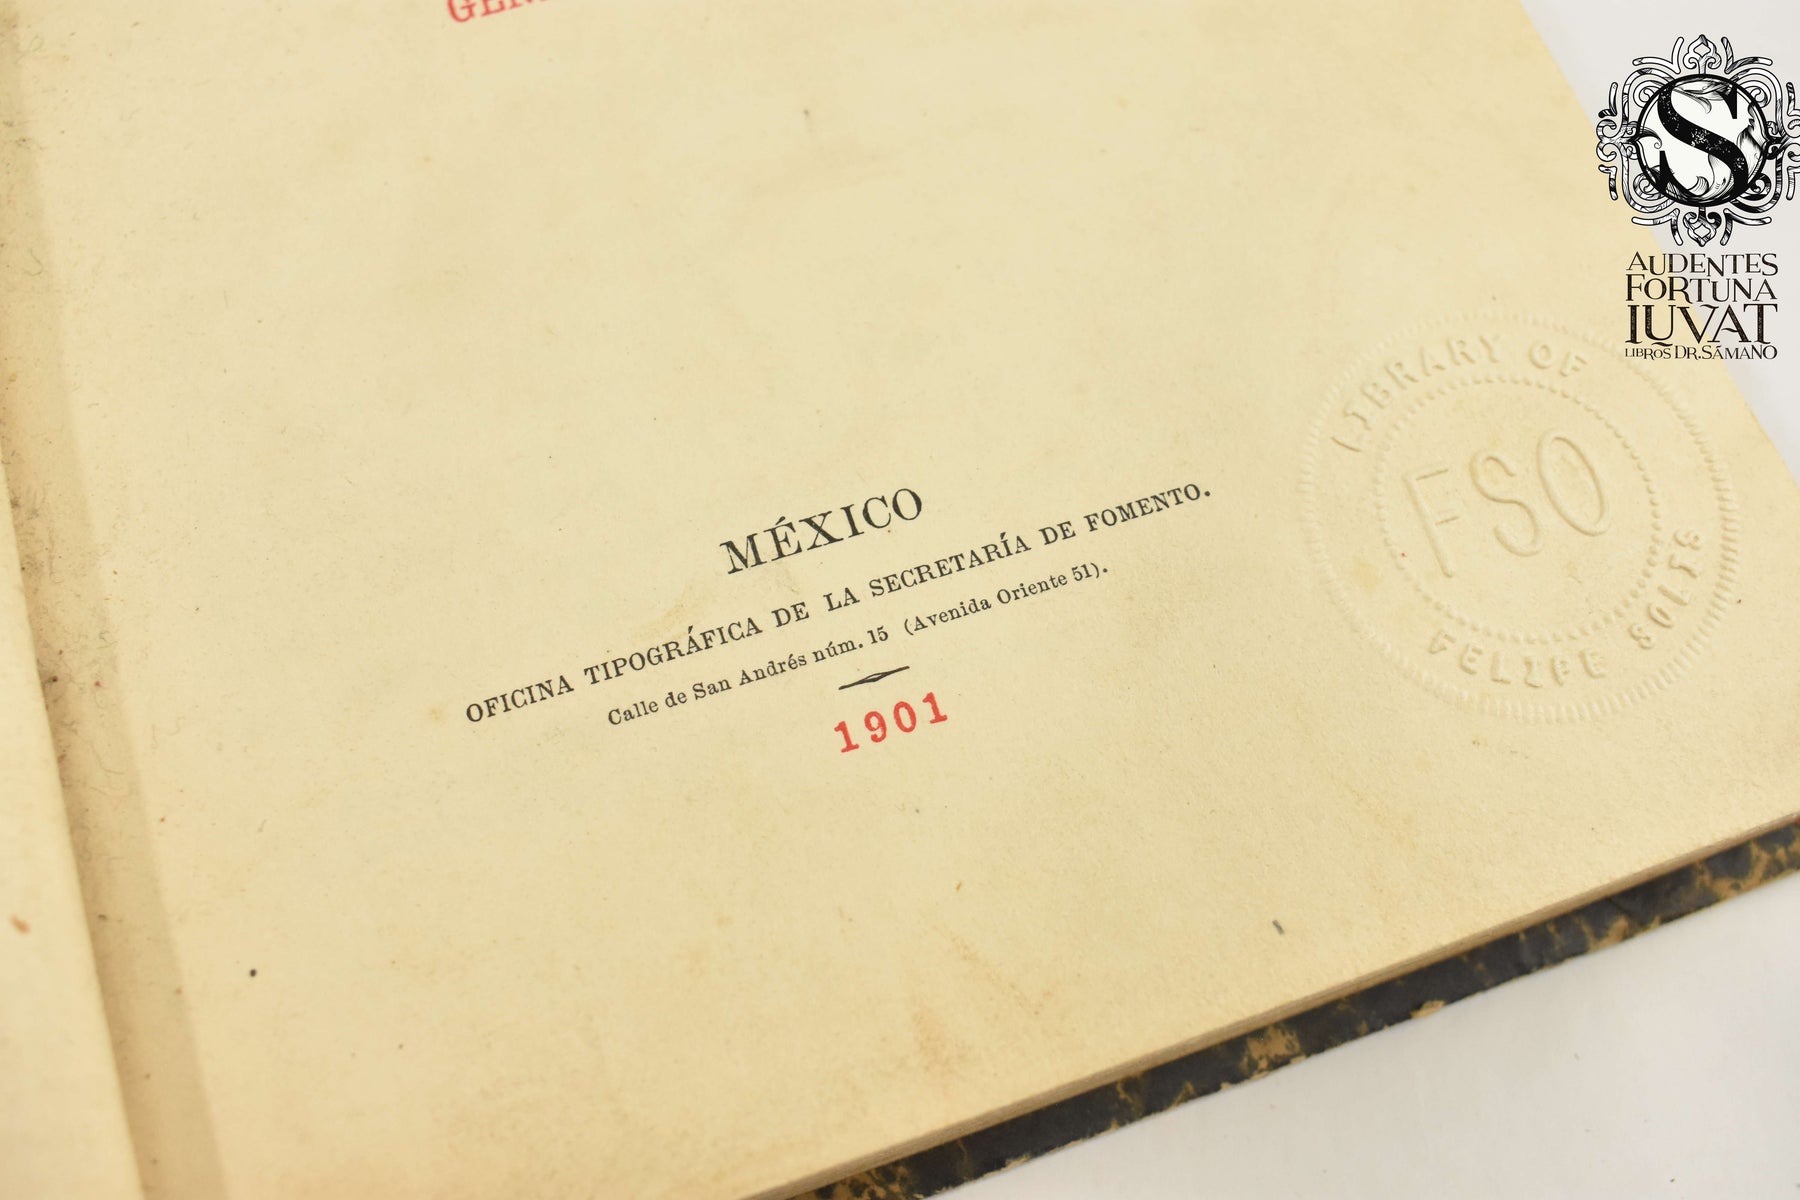 MÉXICO
OFICINA TIPOGRÁFICA DE LA SECRETARÍA DE FOMENTO.
Calle de San Andrés núm. 15 (Avenida Oriente 51).
1901
LIBRARY OF
FSO
FELIPE SOLIS
S
AUDENTES
FORTUNA
IUVAT
LIBROS DR. SÁMANO